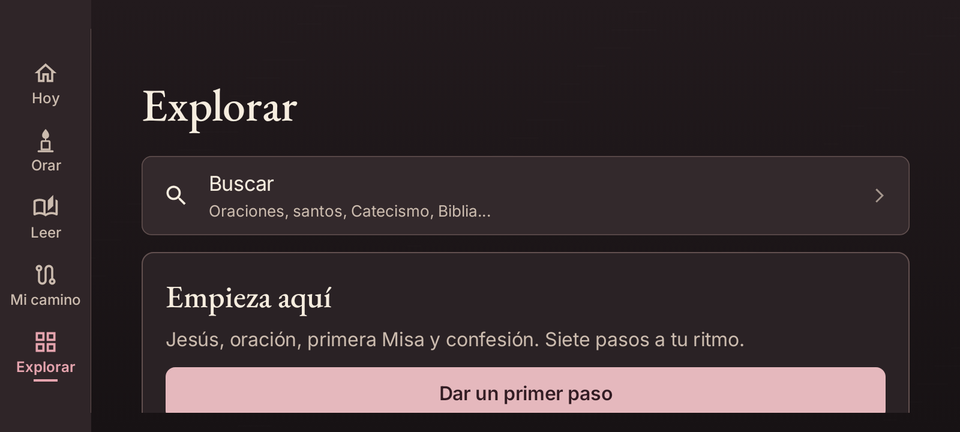 Hoy
Orar
Leer
Mi camino
Explorar
Explorar
Buscar
Oraciones, santos, Catecismo, Biblia...
Empieza aquí
Jesús, oración, primera Misa y confesión. Siete pasos a tu ritmo.
Dar un primer paso